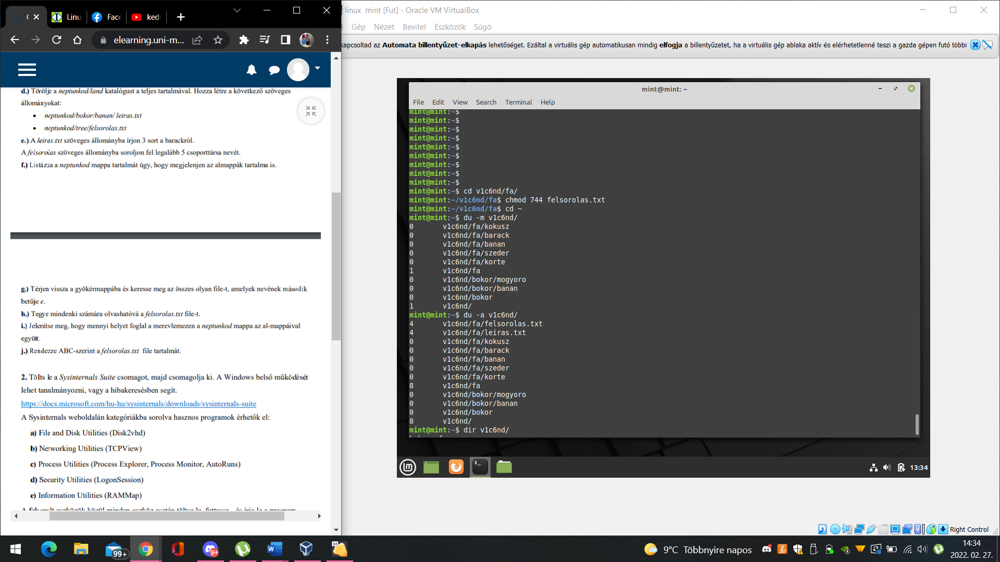 Linu
Face
ked
elearning.uni-m...
d.) Törölje a neptunkod/land katalógust a teljes tartalmával. Hozza létre a következő szöveges
állományokat:
• neptunkod/bokor/banan/ leiras.txt
• neptunkod/tree/felsorolas.txt
e.) A leiras.txt szöveges állományba írjon 3 sort a barackról.
A felsorolas szöveges állományba soroljon fel legalább 5 csoporttársa nevét.
f.) Listázza a neptunkod mappa tartalmát úgy, hogy megjelenjen az almappák tartalma is.
g.) Térjen vissza a gyökérmappába és keresse meg az összes olyan file-t, amelyek nevének második
betűje e.
h.) Tegye mindenki számára olvashatóvá a felsorolas.txt file-t.
i.) Jelenítse meg, hogy mennyi helyet foglal a merevlemezen a neptunkod mappa az al-mappáival
együtt.
j.) Rendezze ABC-szerint a felsorolas.txt file tartalmát.
2. Tölts le a Sysinternals Suite csomagot, majd csomagolja ki. A Windows belső működését
lehet tanulmányozni, vagy a hibakeresésben segít.
https://docs.microsoft.com/hu-hu/sysinternals/downloads/sysinternals-suite
A Sysinternals weboldalán kategóriákba sorolva hasznos programok érhetők el:
a) File and Disk Utilities (Disk2vhd)
b) Networking Utilities (TCPView)
c) Process Utilities (Process Explorer, Process Monitor, AutoRuns)
d) Security Utilities (LogonSession)
e) Information Utilities (RAMMap)
A felsorolt eszközök közül minden eszköz esetén töltse le, futtassa
linux mint [Fut] - Oracle VM VirtualBox
Gép Nézet Bevitel Eszközök Súgó
kapcsoltad az Automata billentyűzet-elkapás lehetőséget. Ezáltal a virtuális gép automatikusan mindig elfogja a billentyűzetet, ha a virtuális gép ablaka aktív és elérhetetlenné teszi a gazda gépen futó többi
mint@mint: ~
File Edit View Search Terminal Help
mint@mint:~$
mint@mint:~$
mint@mint:~$
mint@mint:~$
mint@mint:~$
mint@mint:~$
mint@mint:~$
mint@mint:~$
mint@mint:~$
mint@mint:~$ cd v1c6nd/fa/
mint@mint:~/v1c6nd/fa$ chmod 744 felsorolas.txt
mint@mint:~/v1c6nd/fa$ cd ~
mint@mint:~$ du -m v1c6nd/
0 v1c6nd/fa/kokusz
0 v1c6nd/fa/barack
0 v1c6nd/fa/banan
0 v1c6nd/fa/szeder
0 v1c6nd/fa/korte
1 v1c6nd/fa
0 v1c6nd/bokor/mogyoro
0 v1c6nd/bokor/banan
0 v1c6nd/bokor
1 v1c6nd/
mint@mint:~$ du -a v1c6nd/
4 v1c6nd/fa/felsorolas.txt
4 v1c6nd/fa/leiras.txt
0 v1c6nd/fa/kokusz
0 v1c6nd/fa/barack
0 v1c6nd/fa/banan
0 v1c6nd/fa/szeder
0 v1c6nd/fa/korte
8 v1c6nd/fa
0 v1c6nd/bokor/mogyoro
0 v1c6nd/bokor/banan
0 v1c6nd/bokor
8 v1c6nd/
mint@mint:~$ dir v1c6nd/
13:34
Right Control
99+
9+
64
9°C Többnyire napos
14:34
2022. 02. 27.